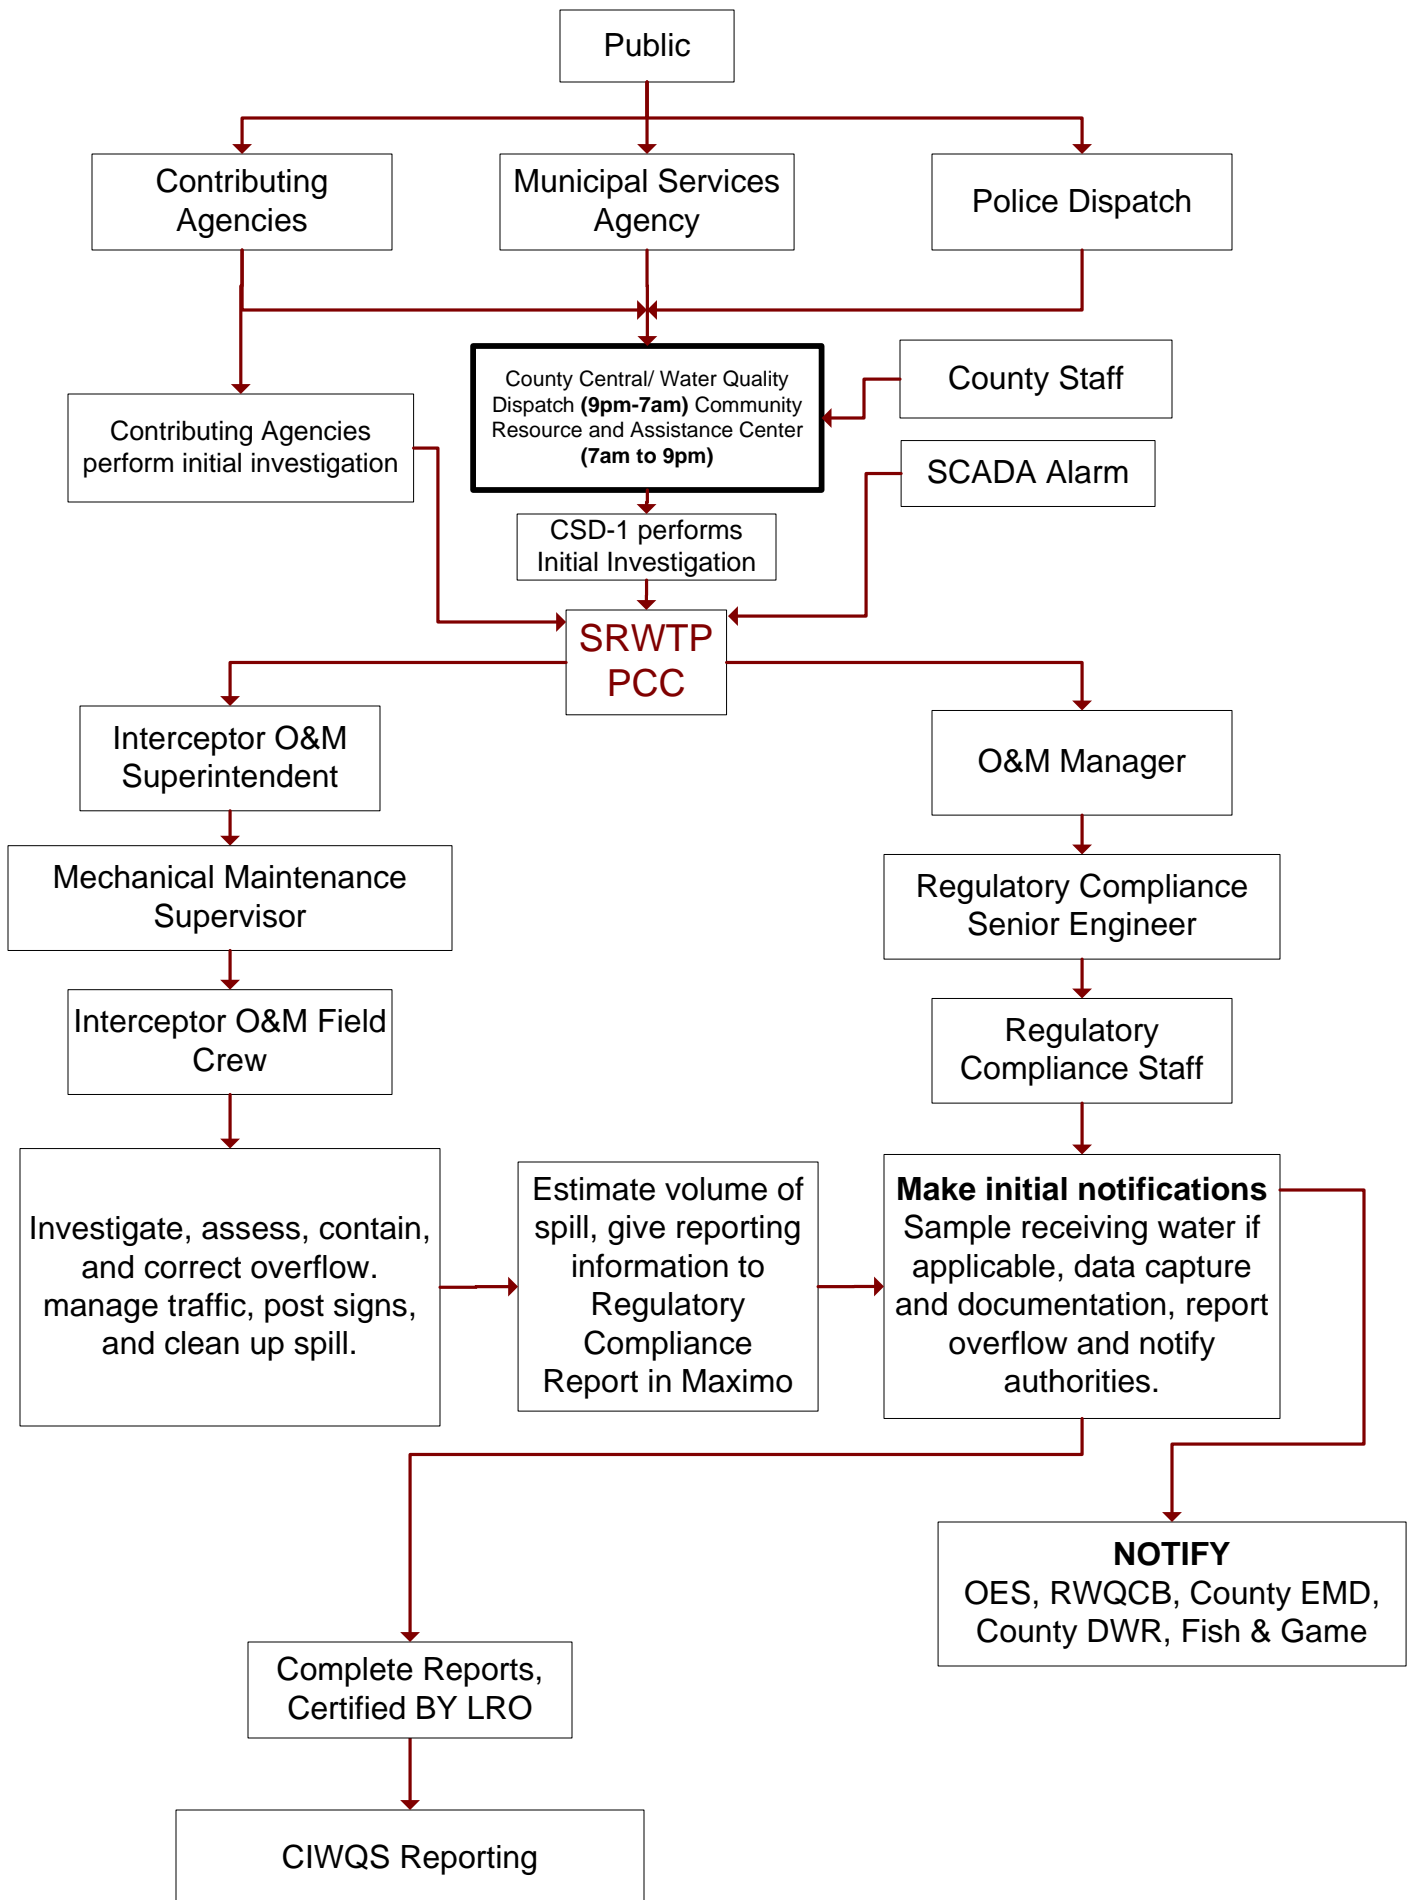 Public
Contributing
Agencies
Municipal Services
Agency
Police Dispatch
County Central/ Water Quality
Dispatch (9pm-7am) Community
Resource and Assistance Center
(7am to 9pm)
County Staff
Contributing Agencies
perform initial investigation
SCADA Alarm
CSD-1 performs
Initial Investigation
SRWTP
PCC
Interceptor O&M
Superintendent
O&M Manager
Mechanical Maintenance
Supervisor
Regulatory Compliance
Senior Engineer
Interceptor O&M Field
Crew
Regulatory
Compliance Staff
Investigate, assess, contain,
and correct overflow.
manage traffic, post signs,
and clean up spill.
Estimate volume of
spill, give reporting
information to
Regulatory
Compliance
Report in Maximo
Make initial notifications
Sample receiving water if
applicable, data capture
and documentation, report
overflow and notify
authorities.
NOTIFY
OES, RWQCB, County EMD,
County DWR, Fish & Game
Complete Reports,
Certified BY LRO
CIWQS Reporting